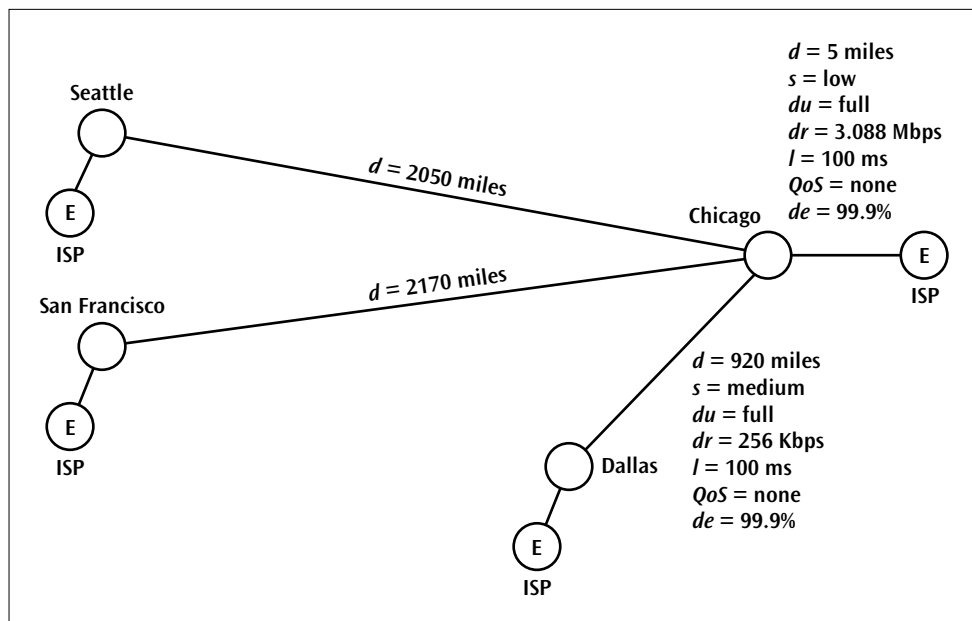 Seattle
E
ISP
d = 2050 miles
d = 5 miles
s = low
du = full
dr = 3.088 Mbps
l = 100 ms
QoS = none
de = 99.9%
Chicago
E
ISP
San Francisco
E
ISP
d = 2170 miles
d = 920 miles
s = medium
du = full
dr = 256 Kbps
l = 100 ms
QoS = none
de = 99.9%
Dallas
E
ISP